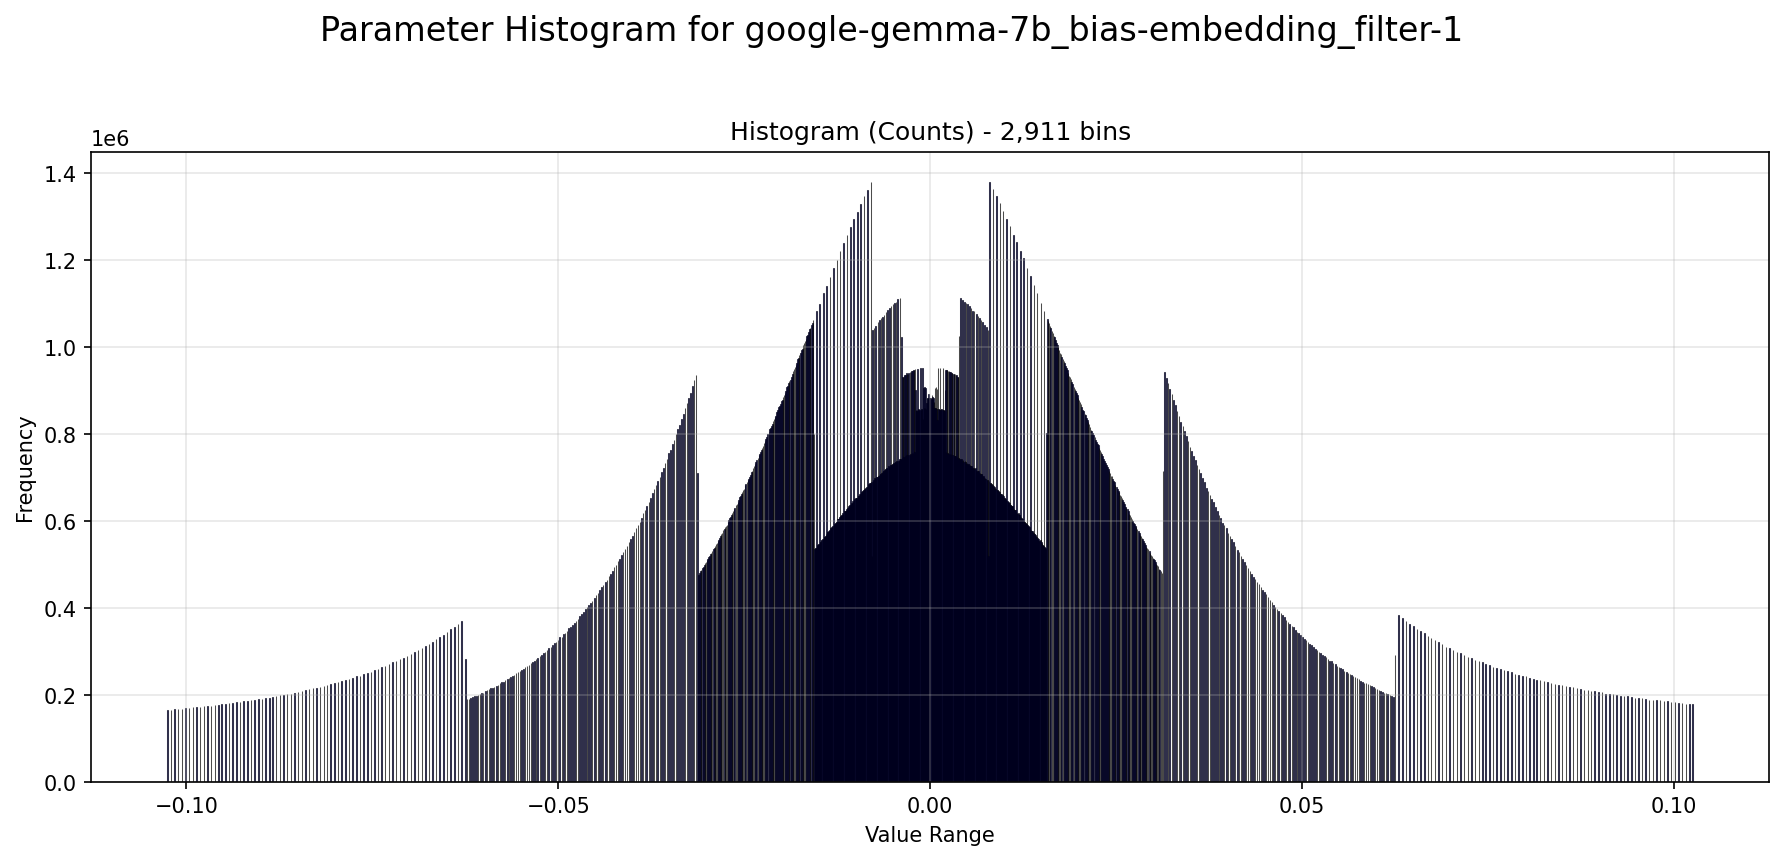 Parameter Histogram for google-gemma-7b_bias-embedding_filter-1
Histogram (Counts) - 2,911 bins
1e6
1.4
1.2
1.0
0.8
0.6
0.4
0.2
0.0
Frequency
−0.10
−0.05
0.00
0.05
0.10
Value Range